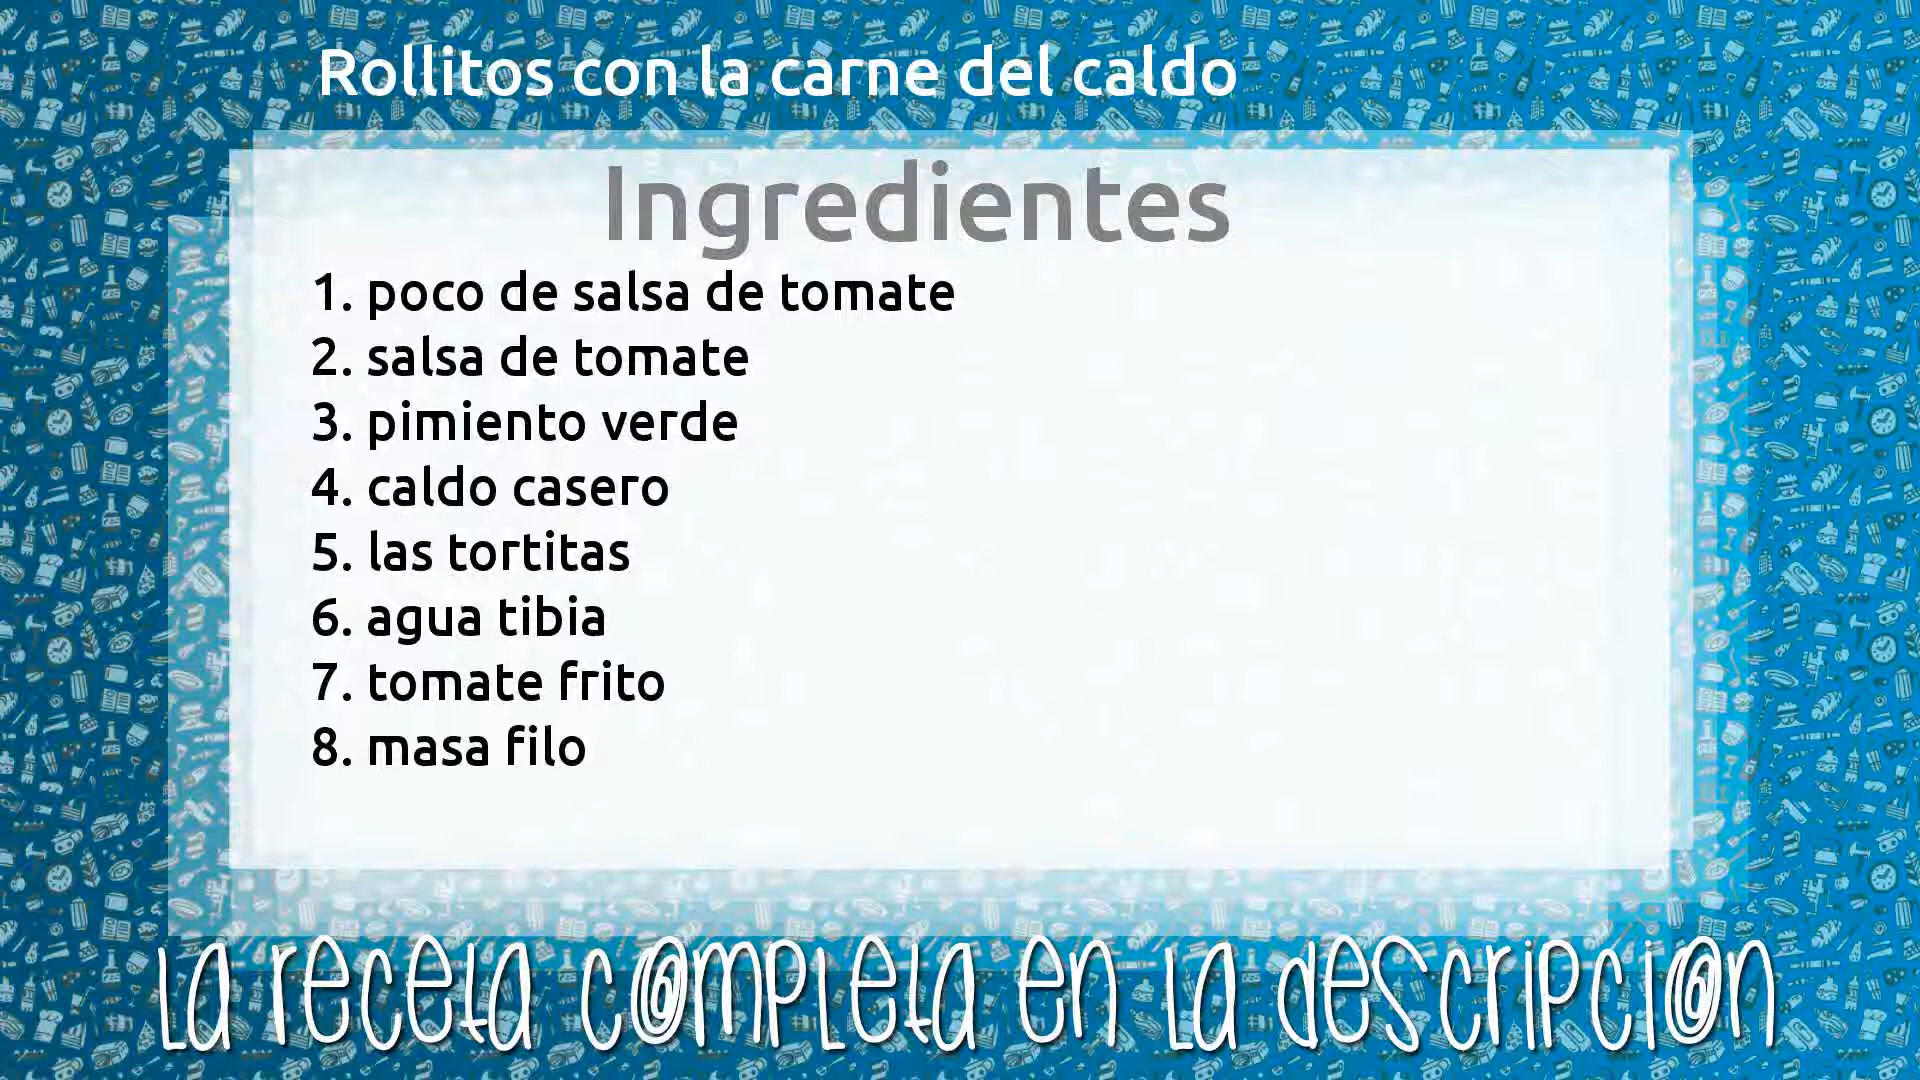 Rollitos con la carne del caldo
Ingredientes
1. poco de salsa de tomate
2. salsa de tomate
3. pimiento verde
4. caldo casero
5. las tortitas
6. agua tibia
7. tomate frito
8. masa filo
La receta c@mpleta en la descripci@n